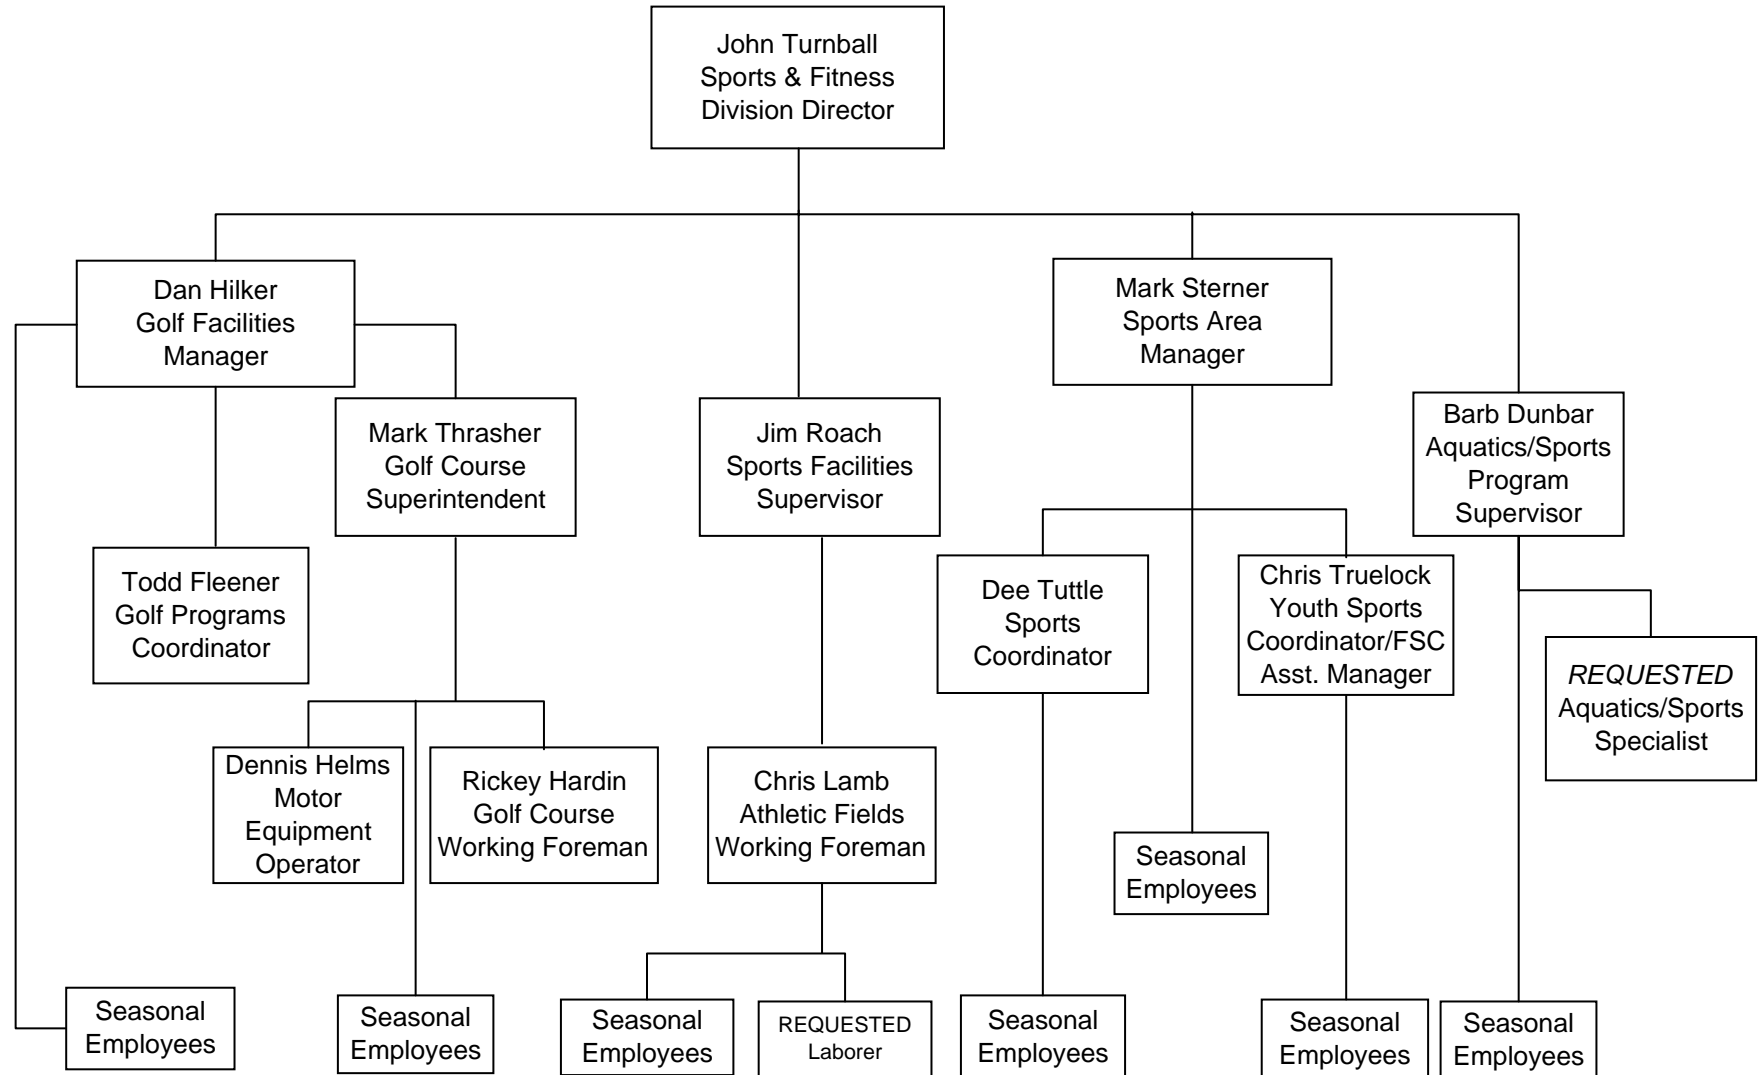 John Turnball
Sports & Fitness
Division Director
Dan Hilker
Golf Facilities
Manager
Mark Sterner
Sports Area
Manager
Mark Thrasher
Golf Course
Superintendent
Jim Roach
Sports Facilities
Supervisor
Barb Dunbar
Aquatics/Sports
Program
Supervisor
Todd Fleener
Golf Programs
Coordinator
Dee Tuttle
Sports
Coordinator
Chris Truelock
Youth Sports
Coordinator/FSC
Asst. Manager
REQUESTED
Aquatics/Sports
Specialist
Dennis Helms
Motor
Equipment
Operator
Rickey Hardin
Golf Course
Working Foreman
Chris Lamb
Athletic Fields
Working Foreman
Seasonal
Employees
Seasonal
Employees
Seasonal
Employees
Seasonal
Employees
REQUESTED
Laborer
Seasonal
Employees
Seasonal
Employees
Seasonal
Employees